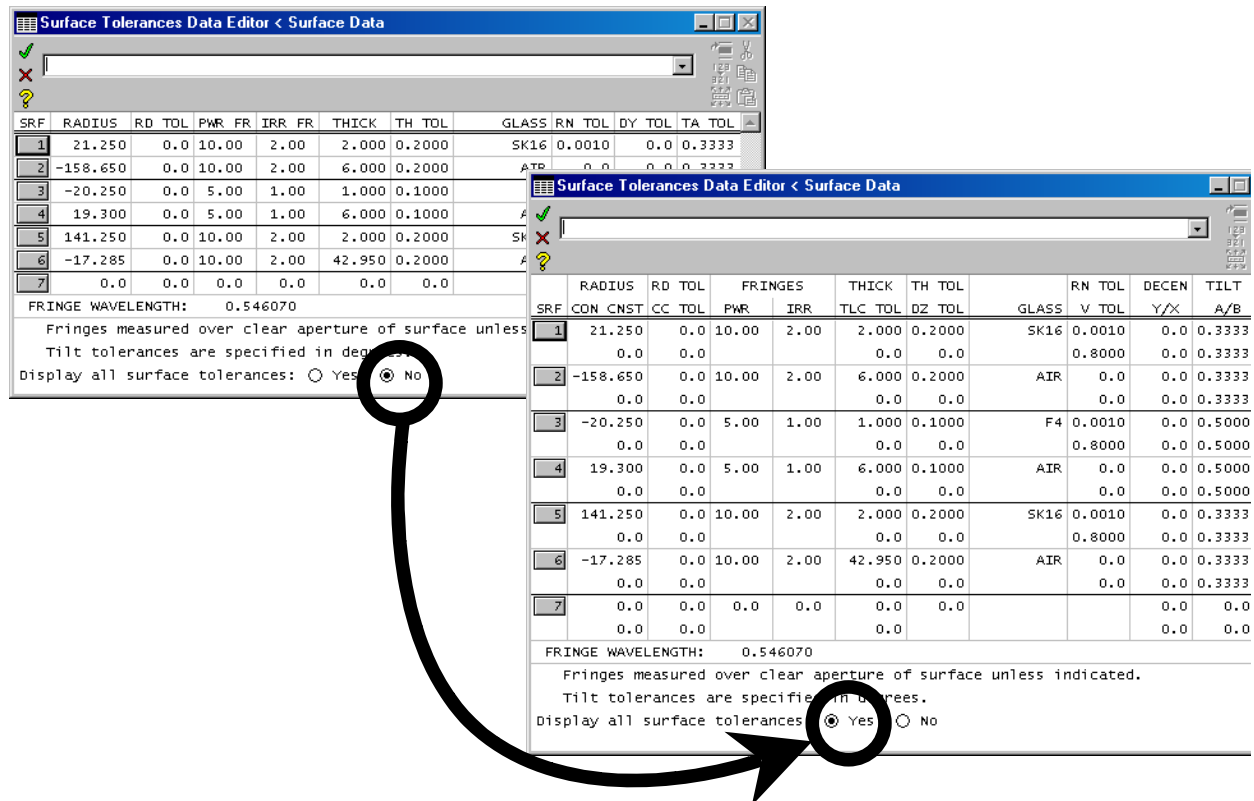 Surface Tolerances Data Editor < Surface Data
SRF RADIUS RD TOL PWR FR IRR FR THICK TH TOL GLASS RN TOL DY TOL TA TOL
1 21.250 0.0 10.00 2.00 2.000 0.2000 SK16 0.0010 0.0 0.3333
2 -158.650 0.0 10.00 2.00 6.000 0.2000 AIR 0.0 0.0 0.3333
3 -20.250 0.0 5.00 1.00 1.000 0.1000
4 19.300 0.0 5.00 1.00 6.000 0.1000 A
5 141.250 0.0 10.00 2.00 2.000 0.2000 SK
6 -17.285 0.0 10.00 2.00 42.950 0.2000 A
7 0.0 0.0 0.0 0.0 0.0 0.0
FRINGE WAVELENGTH: 0.546070
Fringes measured over clear aperture of surface unless
Tilt tolerances are specified in degrees.
Display all surface tolerances: Yes No
Surface Tolerances Data Editor < Surface Data
RADIUS RD TOL FRINGES THICK TH TOL RN TOL DECEN TILT
SRF CON CNST CC TOL PWR IRR TLC TOL DZ TOL GLASS V TOL Y/X A/B
1 21.250 0.0 10.00 2.00 2.000 0.2000 SK16 0.0010 0.0 0.3333
0.0 0.0 0.0 0.0 0.8000 0.0 0.3333
2 -158.650 0.0 10.00 2.00 6.000 0.2000 AIR 0.0 0.0 0.3333
0.0 0.0 0.0 0.0 0.0 0.0 0.3333
3 -20.250 0.0 5.00 1.00 1.000 0.1000 F4 0.0010 0.0 0.5000
0.0 0.0 0.0 0.0 0.8000 0.0 0.5000
4 19.300 0.0 5.00 1.00 6.000 0.1000 AIR 0.0 0.0 0.5000
0.0 0.0 0.0 0.0 0.0 0.0 0.5000
5 141.250 0.0 10.00 2.00 2.000 0.2000 SK16 0.0010 0.0 0.3333
0.0 0.0 0.0 0.0 0.8000 0.0 0.3333
6 -17.285 0.0 10.00 2.00 42.950 0.2000 AIR 0.0 0.0 0.3333
0.0 0.0 0.0 0.0 0.0 0.0 0.3333
7 0.0 0.0 0.0 0.0 0.0 0.0 0.0 0.0
0.0 0.0 0.0 0.0 0.0
FRINGE WAVELENGTH: 0.546070
Fringes measured over clear aperture of surface unless indicated.
Tilt tolerances are specified in degrees.
Display all surface tolerances Yes No